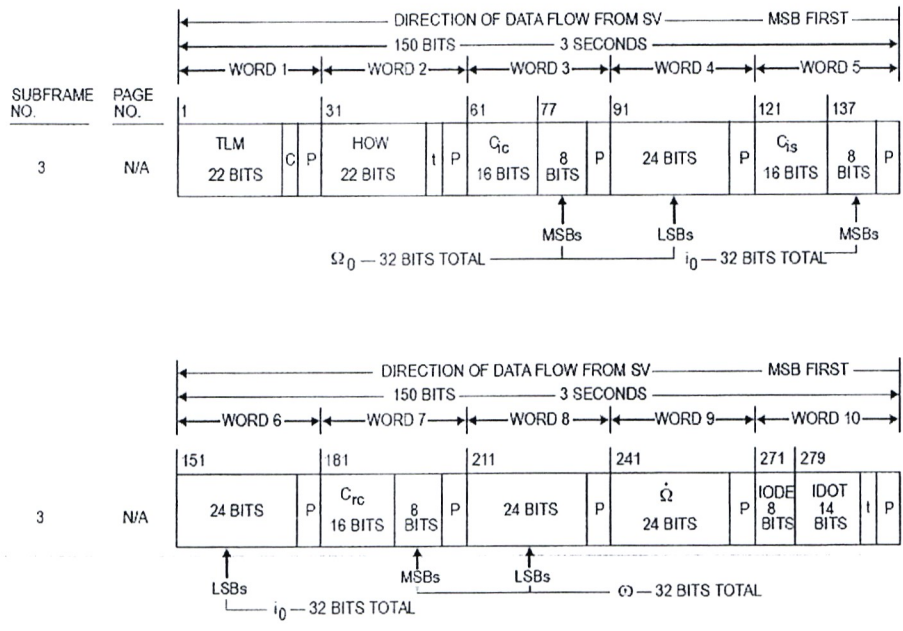 DIRECTION OF DATA FLOW FROM SV MSB FIRST
150 BITS 3 SECONDS
WORD 1 WORD 2 WORD 3 WORD 4 WORD 5
SUBFRAME NO. PAGE NO.
1 31 61 77 91 121 137
3 N/A
TLM 22 BITS C P HOW 22 BITS t P Cic 16 BITS 8 BITS P 24 BITS P Cis 16 BITS 8 BITS P
MSBs LSBs MSBs
Ω0 — 32 BITS TOTAL i0 — 32 BITS TOTAL
DIRECTION OF DATA FLOW FROM SV MSB FIRST
150 BITS 3 SECONDS
WORD 6 WORD 7 WORD 8 WORD 9 WORD 10
151 181 211 241 271 279
3 N/A
24 BITS P Crc 16 BITS 8 BITS P 24 BITS P Ω̇ 24 BITS P IODE 8 BITS IDOT 14 BITS t P
LSBs MSBs LSBs
i0 — 32 BITS TOTAL ω — 32 BITS TOTAL